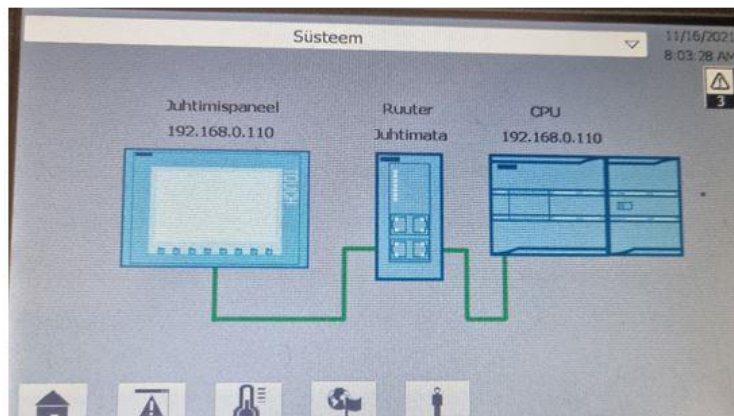 Süsteem
11/16/2021
8:03:28 AM
3
Juhtimispaneel
192.168.0.110
Ruuter
Juhtimata
CPU
192.168.0.110
TOUCH